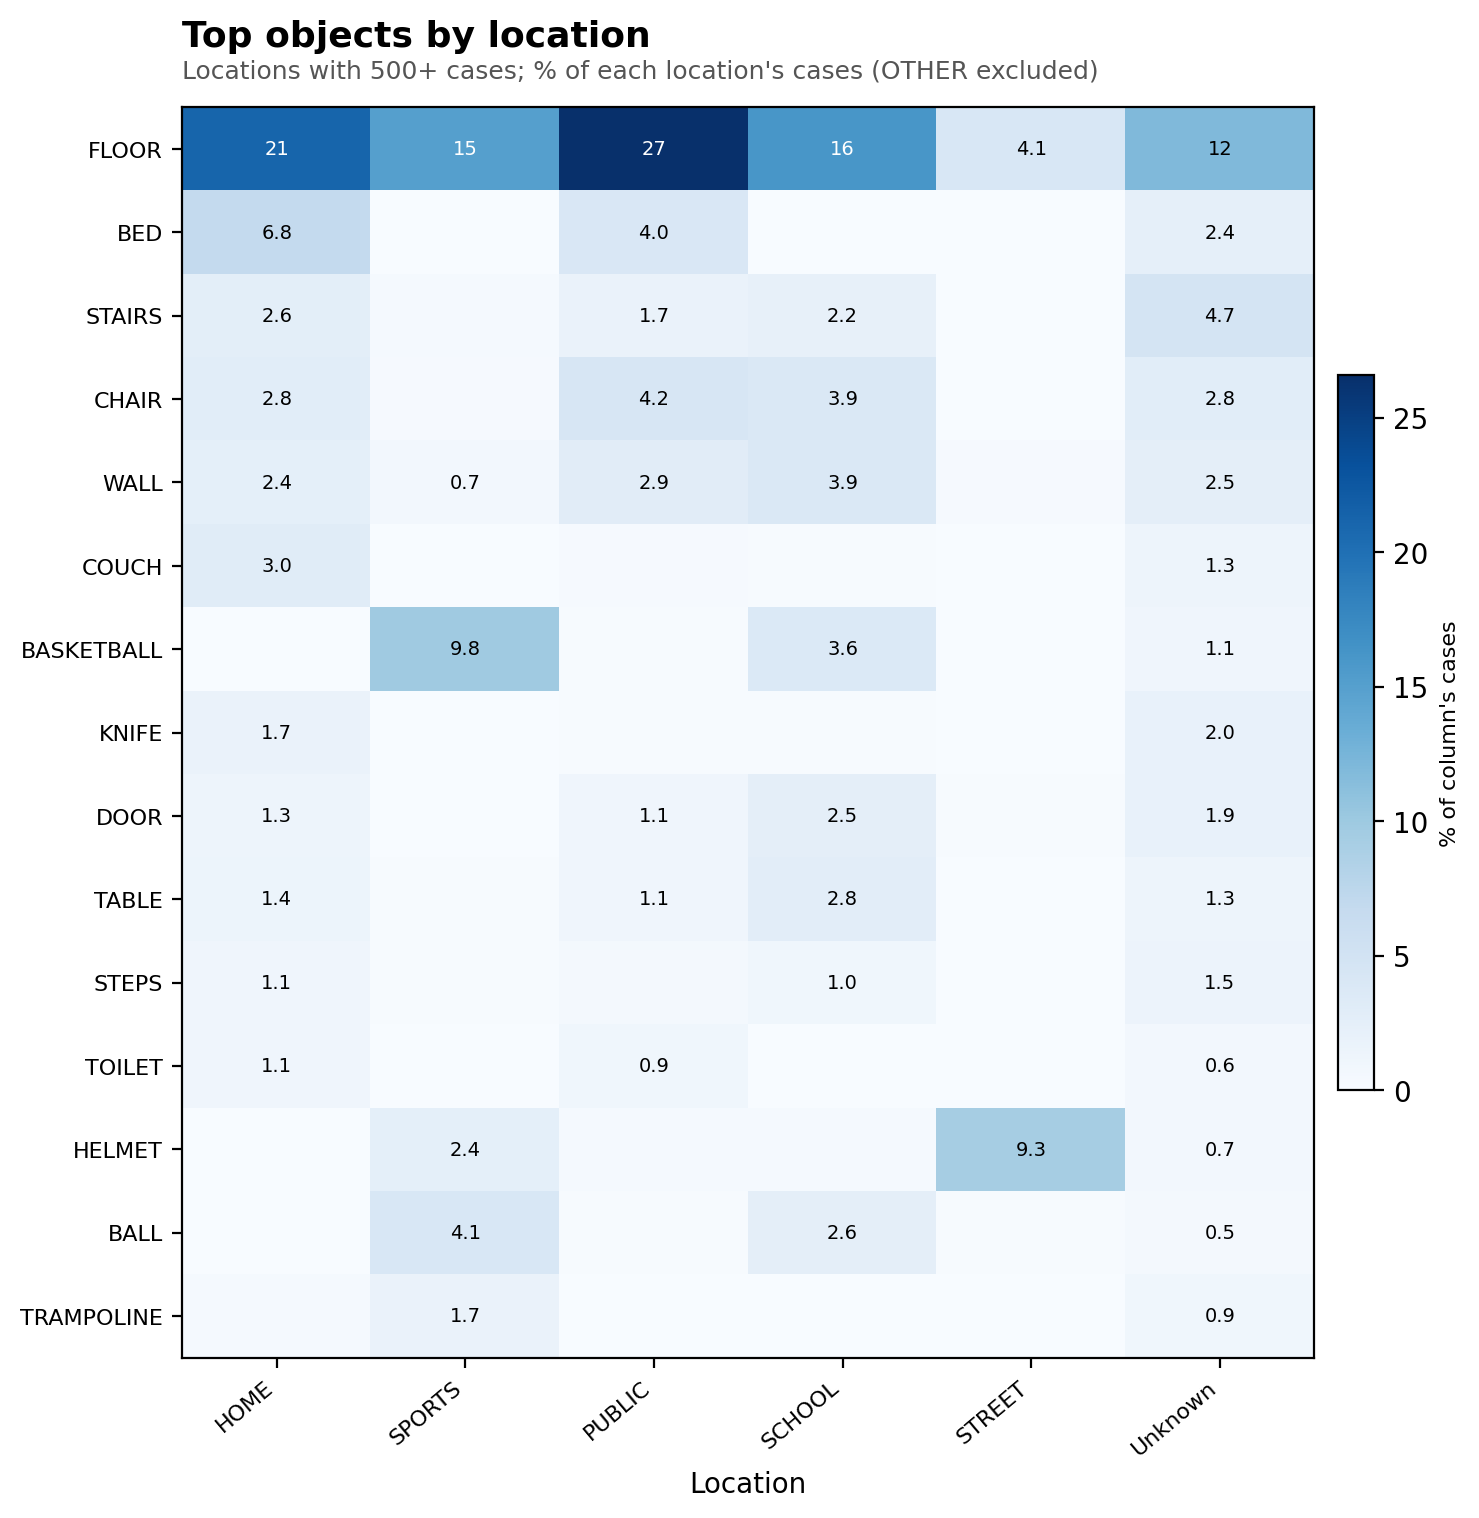 Top objects by location
Locations with 500+ cases; % of each location's cases (OTHER excluded)
FLOOR 21 15 27 16 4.1 12
BED 6.8 4.0 2.4
STAIRS 2.6 1.7 2.2 4.7
CHAIR 2.8 4.2 3.9 2.8
WALL 2.4 0.7 2.9 3.9 2.5
COUCH 3.0 1.3
BASKETBALL 9.8 3.6 1.1
KNIFE 1.7 2.0
DOOR 1.3 1.1 2.5 1.9
TABLE 1.4 1.1 2.8 1.3
STEPS 1.1 1.0 1.5
TOILET 1.1 0.9 0.6
HELMET 2.4 9.3 0.7
BALL 4.1 2.6 0.5
TRAMPOLINE 1.7 0.9
HOME SPORTS PUBLIC SCHOOL STREET Unknown
Location
25
20
15
10
5
0
% of column's cases